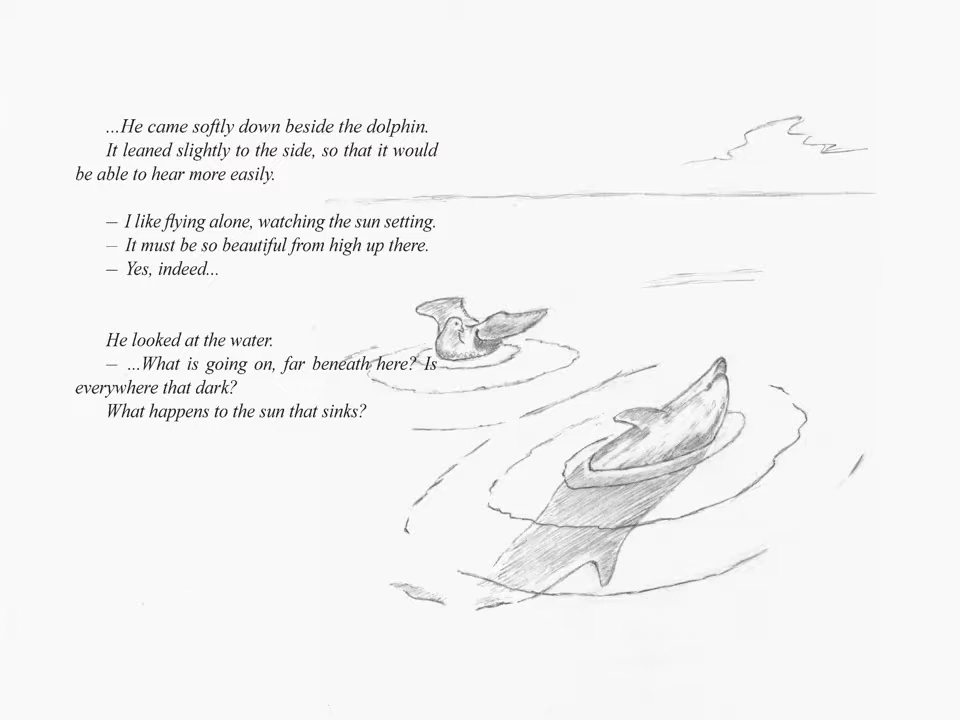 ...He came softly down beside the dolphin.
It leaned slightly to the side, so that it would
be able to hear more easily.
– I like flying alone, watching the sun setting.
– It must be so beautiful from high up there.
– Yes, indeed...
He looked at the water.
– ...What is going on, far beneath here? Is
everywhere that dark?
What happens to the sun that sinks?